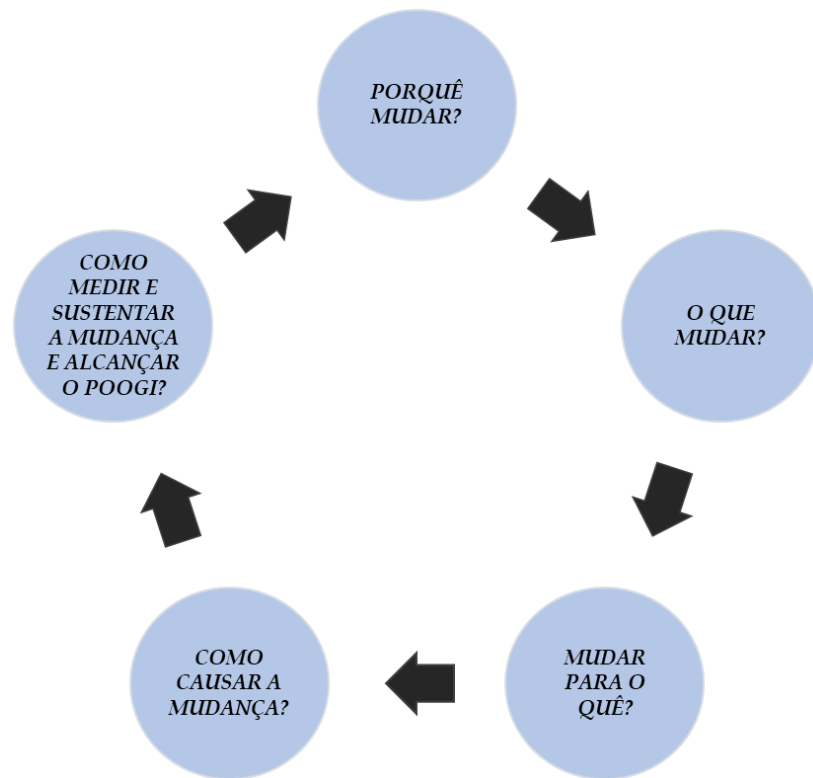 PORQUÊ
MUDAR?
O QUE
MUDAR?
MUDAR
PARA O
QUÊ?
COMO
CAUSAR A
MUDANÇA?
COMO
MEDIR E
SUSTENTAR
A MUDANÇA
E ALCANÇAR
O POOGI?